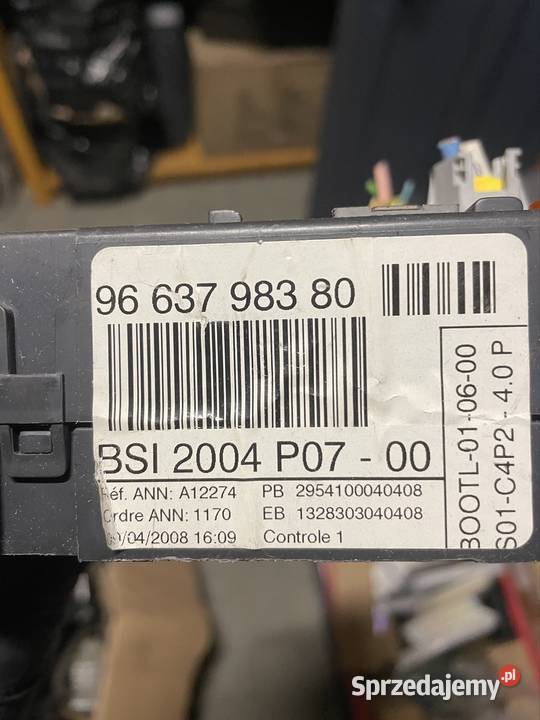 96 637 983 80
BSI 2004 P07 - 00
Réf. ANN: A12274 PB 2954100040408
Ordre ANN: 1170 EB 1328303040408
/04/2008 16:09 Controle 1
BOOTL-01-06-00
S01-C4P2 - 4.0 P
Sprzedajemy.pl